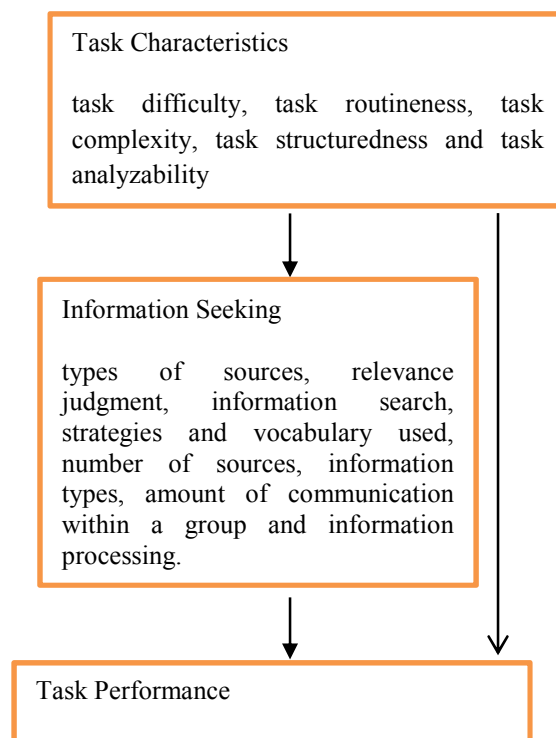 Task Characteristics
task difficulty, task routineness, task
complexity, task structuredness and task
analyzability
Information Seeking
types of sources, relevance
judgment, information search,
strategies and vocabulary used,
number of sources, information
types, amount of communication
within a group and information
processing.
Task Performance